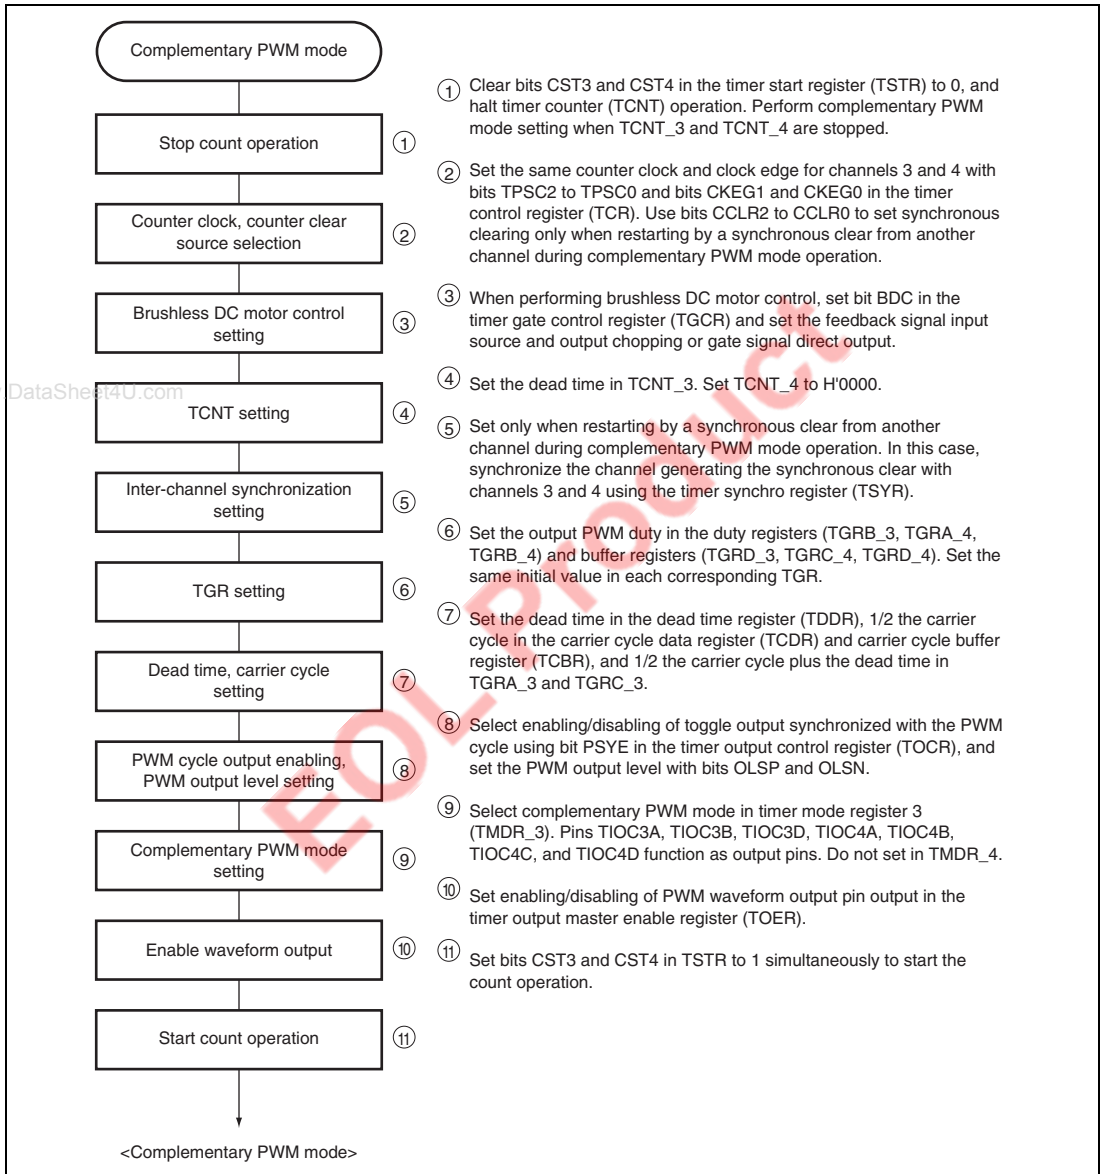 Complementary PWM mode
Stop count operation
①
Counter clock, counter clear
source selection
②
Brushless DC motor control
setting
③
TCNT setting
④
Inter-channel synchronization
setting
⑤
TGR setting
⑥
Dead time, carrier cycle
setting
⑦
PWM cycle output enabling,
PWM output level setting
⑧
Complementary PWM mode
setting
⑨
Enable waveform output
⑩
Start count operation
⑪
<Complementary PWM mode>
① Clear bits CST3 and CST4 in the timer start register (TSTR) to 0, and
halt timer counter (TCNT) operation. Perform complementary PWM
mode setting when TCNT_3 and TCNT_4 are stopped.
② Set the same counter clock and clock edge for channels 3 and 4 with
bits TPSC2 to TPSC0 and bits CKEG1 and CKEG0 in the timer
control register (TCR). Use bits CCLR2 to CCLR0 to set synchronous
clearing only when restarting by a synchronous clear from another
channel during complementary PWM mode operation.
③ When performing brushless DC motor control, set bit BDC in the
timer gate control register (TGCR) and set the feedback signal input
source and output chopping or gate signal direct output.
④ Set the dead time in TCNT_3. Set TCNT_4 to H'0000.
⑤ Set only when restarting by a synchronous clear from another
channel during complementary PWM mode operation. In this case,
synchronize the channel generating the synchronous clear with
channels 3 and 4 using the timer synchro register (TSYR).
⑥ Set the output PWM duty in the duty registers (TGRB_3, TGRA_4,
TGRB_4) and buffer registers (TGRD_3, TGRC_4, TGRD_4). Set the
same initial value in each corresponding TGR.
⑦ Set the dead time in the dead time register (TDDR), 1/2 the carrier
cycle in the carrier cycle data register (TCDR) and carrier cycle buffer
register (TCBR), and 1/2 the carrier cycle plus the dead time in
TGRA_3 and TGRC_3.
⑧ Select enabling/disabling of toggle output synchronized with the PWM
cycle using bit PSYE in the timer output control register (TOCR), and
set the PWM output level with bits OLSP and OLSN.
⑨ Select complementary PWM mode in timer mode register 3
(TMDR_3). Pins TIOC3A, TIOC3B, TIOC3D, TIOC4A, TIOC4B,
TIOC4C, and TIOC4D function as output pins. Do not set in TMDR_4.
⑩ Set enabling/disabling of PWM waveform output pin output in the
timer output master enable register (TOER).
⑪ Set bits CST3 and CST4 in TSTR to 1 simultaneously to start the
count operation.
DataSheet4U.com
EOL Product